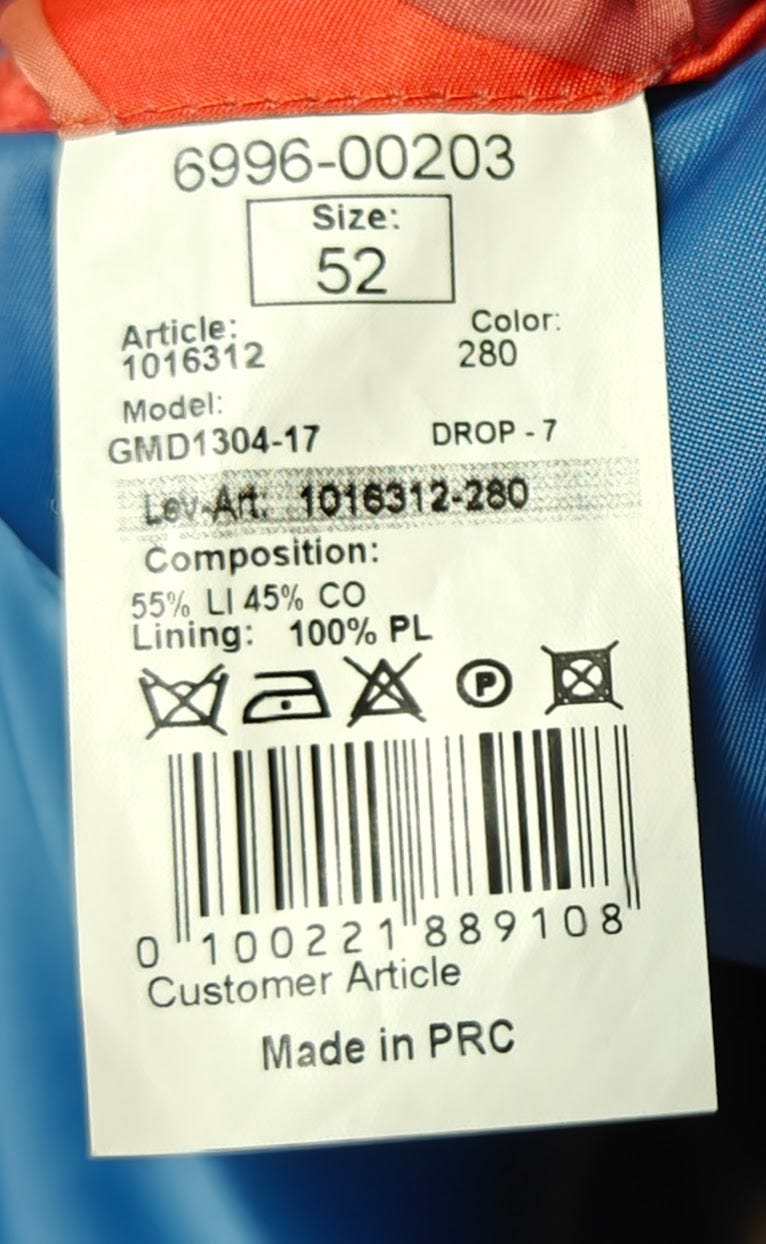 6996-00203
Size:
52
Article: Color:
1016312 280
Model:
GMD1304-17 DROP - 7
Lev-Art. 1016312-280
Composition:
55% LI 45% CO
Lining: 100% PL
P
0 100221 889108
Customer Article
Made in PRC